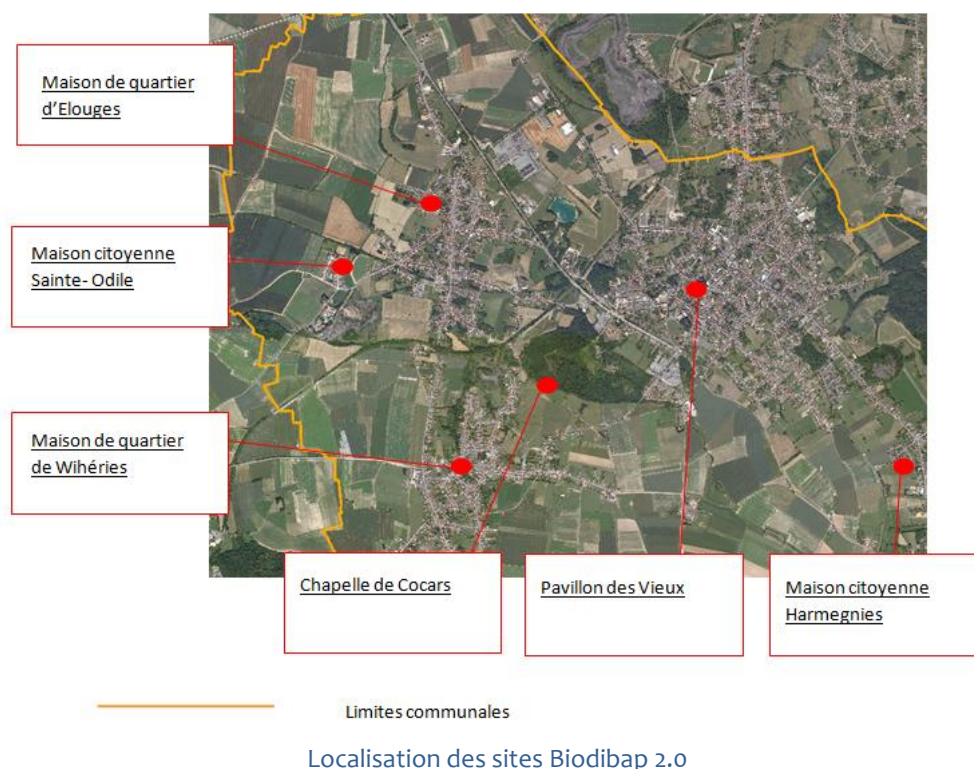 Maison de quartier
d'Elouges
Maison citoyenne
Sainte- Odile
Maison de quartier
de Wihéries
Chapelle de Cocars
Pavillon des Vieux
Maison citoyenne
Harmegnies
Limites communales
Localisation des sites Biodibap 2.0